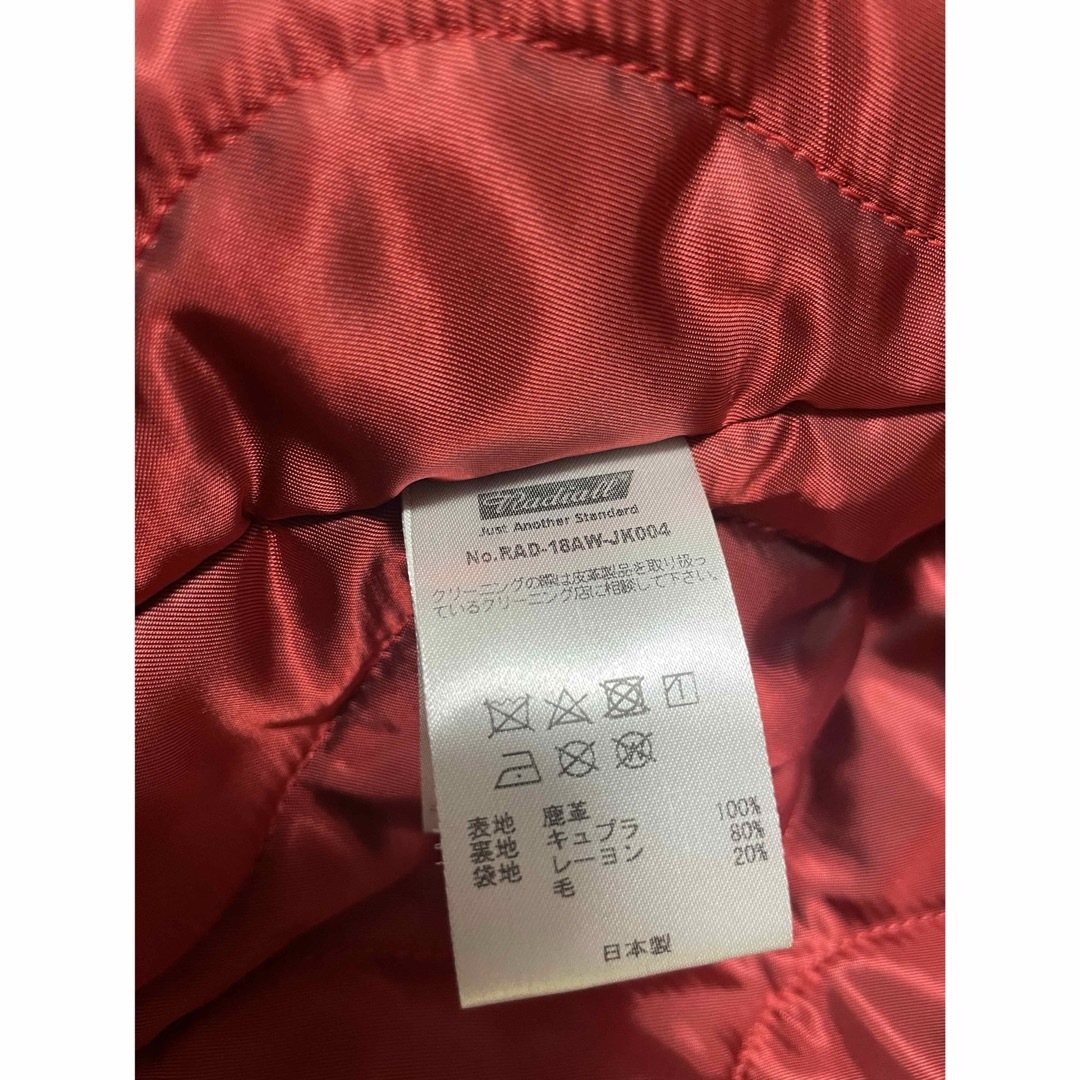 Radiall
Just Another Standard
No.RAD-18AW-JK004
クリーニングの際は皮革製品を取り扱っ
ているクリーニング店に相談して下さい。
表地 鹿革 100%
裏地 キュプラ 80%
袋地 レーヨン 20%
毛
日本製